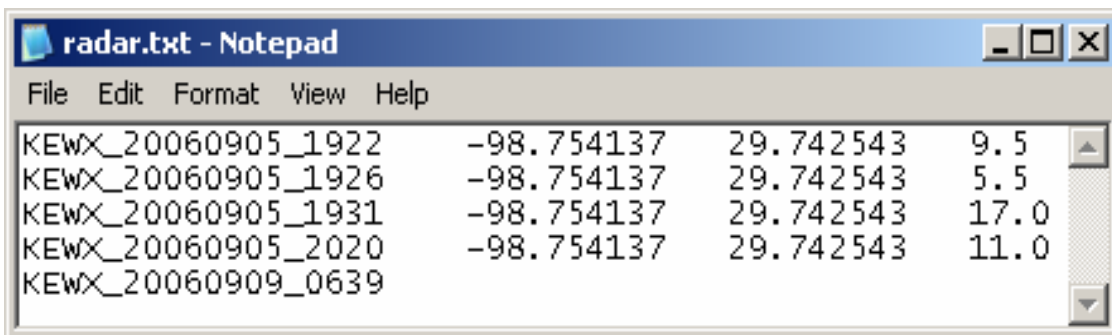 radar.txt - Notepad
File Edit Format View Help
KEWX_20060905_1922 -98.754137 29.742543 9.5
KEWX_20060905_1926 -98.754137 29.742543 5.5
KEWX_20060905_1931 -98.754137 29.742543 17.0
KEWX_20060905_2020 -98.754137 29.742543 11.0
KEWX_20060909_0639